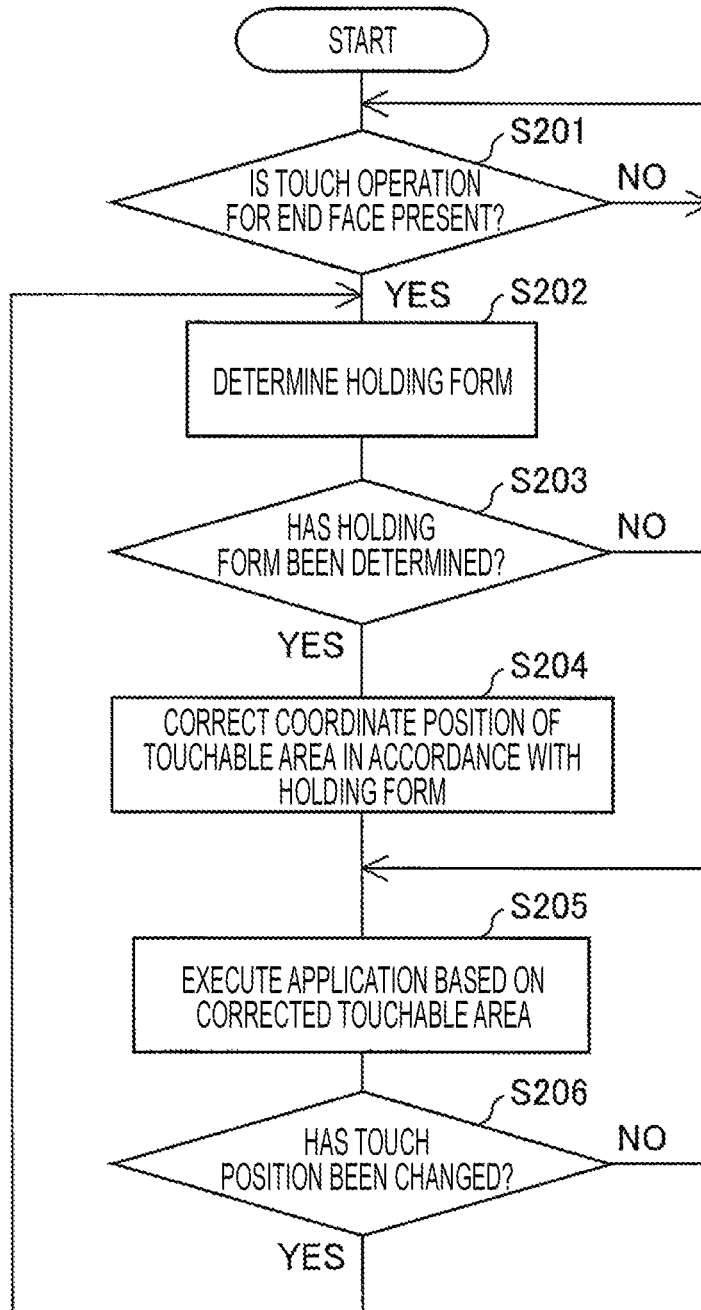 START
S201
IS TOUCH OPERATION
FOR END FACE PRESENT?
NO
YES
S202
DETERMINE HOLDING FORM
S203
HAS HOLDING
FORM BEEN DETERMINED?
NO
YES
S204
CORRECT COORDINATE POSITION OF
TOUCHABLE AREA IN ACCORDANCE WITH
HOLDING FORM
S205
EXECUTE APPLICATION BASED ON
CORRECTED TOUCHABLE AREA
S206
HAS TOUCH
POSITION BEEN CHANGED?
NO
YES